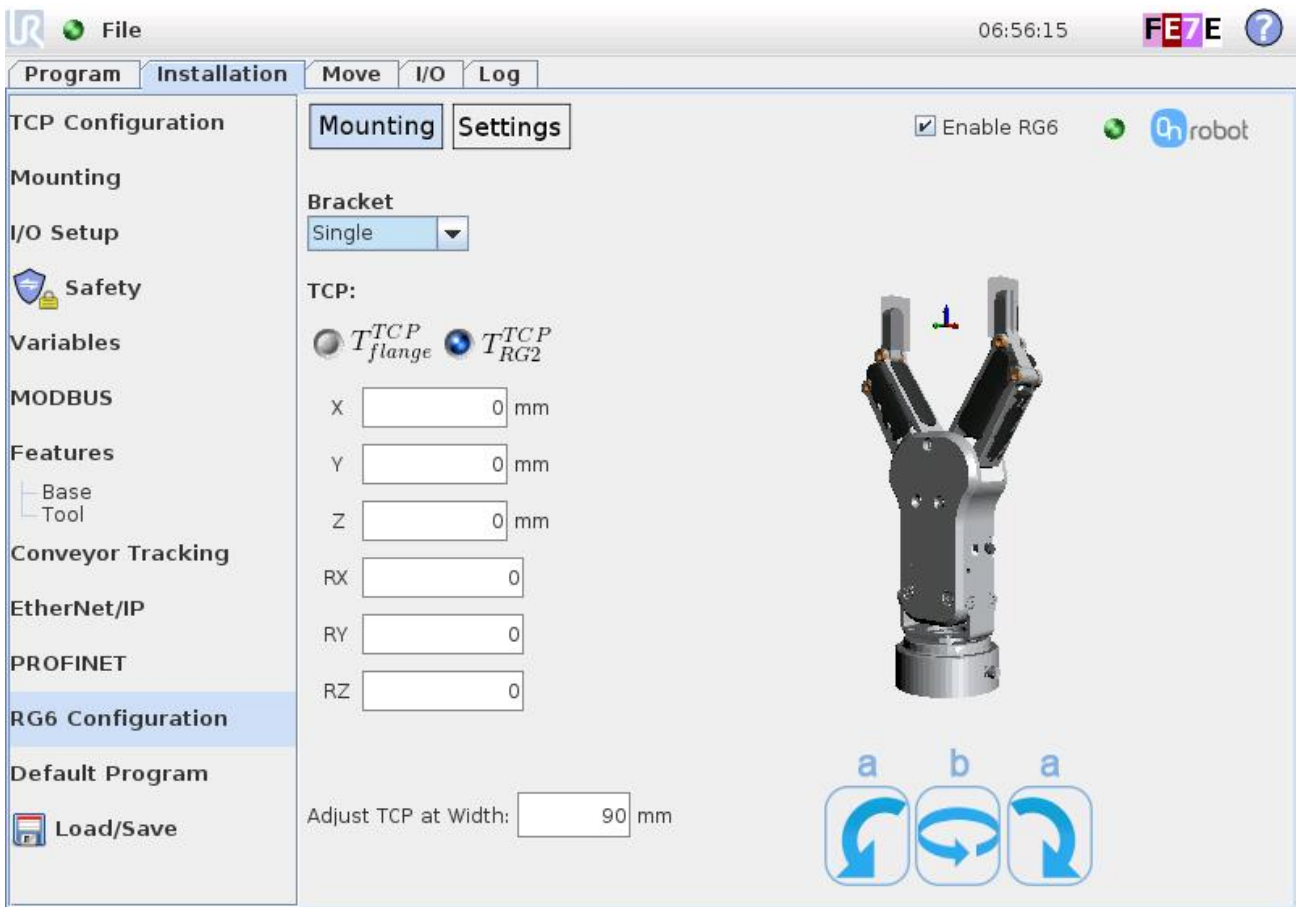 UR File 06:56:15 FE7E ?
Program Installation Move I/O Log
TCP Configuration
Mounting
I/O Setup
Safety
Variables
MODBUS
Features
Base
Tool
Conveyor Tracking
EtherNet/IP
PROFINET
RG6 Configuration
Default Program
Load/Save
Mounting Settings
Enable RG6 On robot
Bracket
Single
TCP:
T^{TCP}_{flange} T^{TCP}_{RG2}
X 0 mm
Y 0 mm
Z 0 mm
RX 0
RY 0
RZ 0
Adjust TCP at Width: 90 mm
a b a